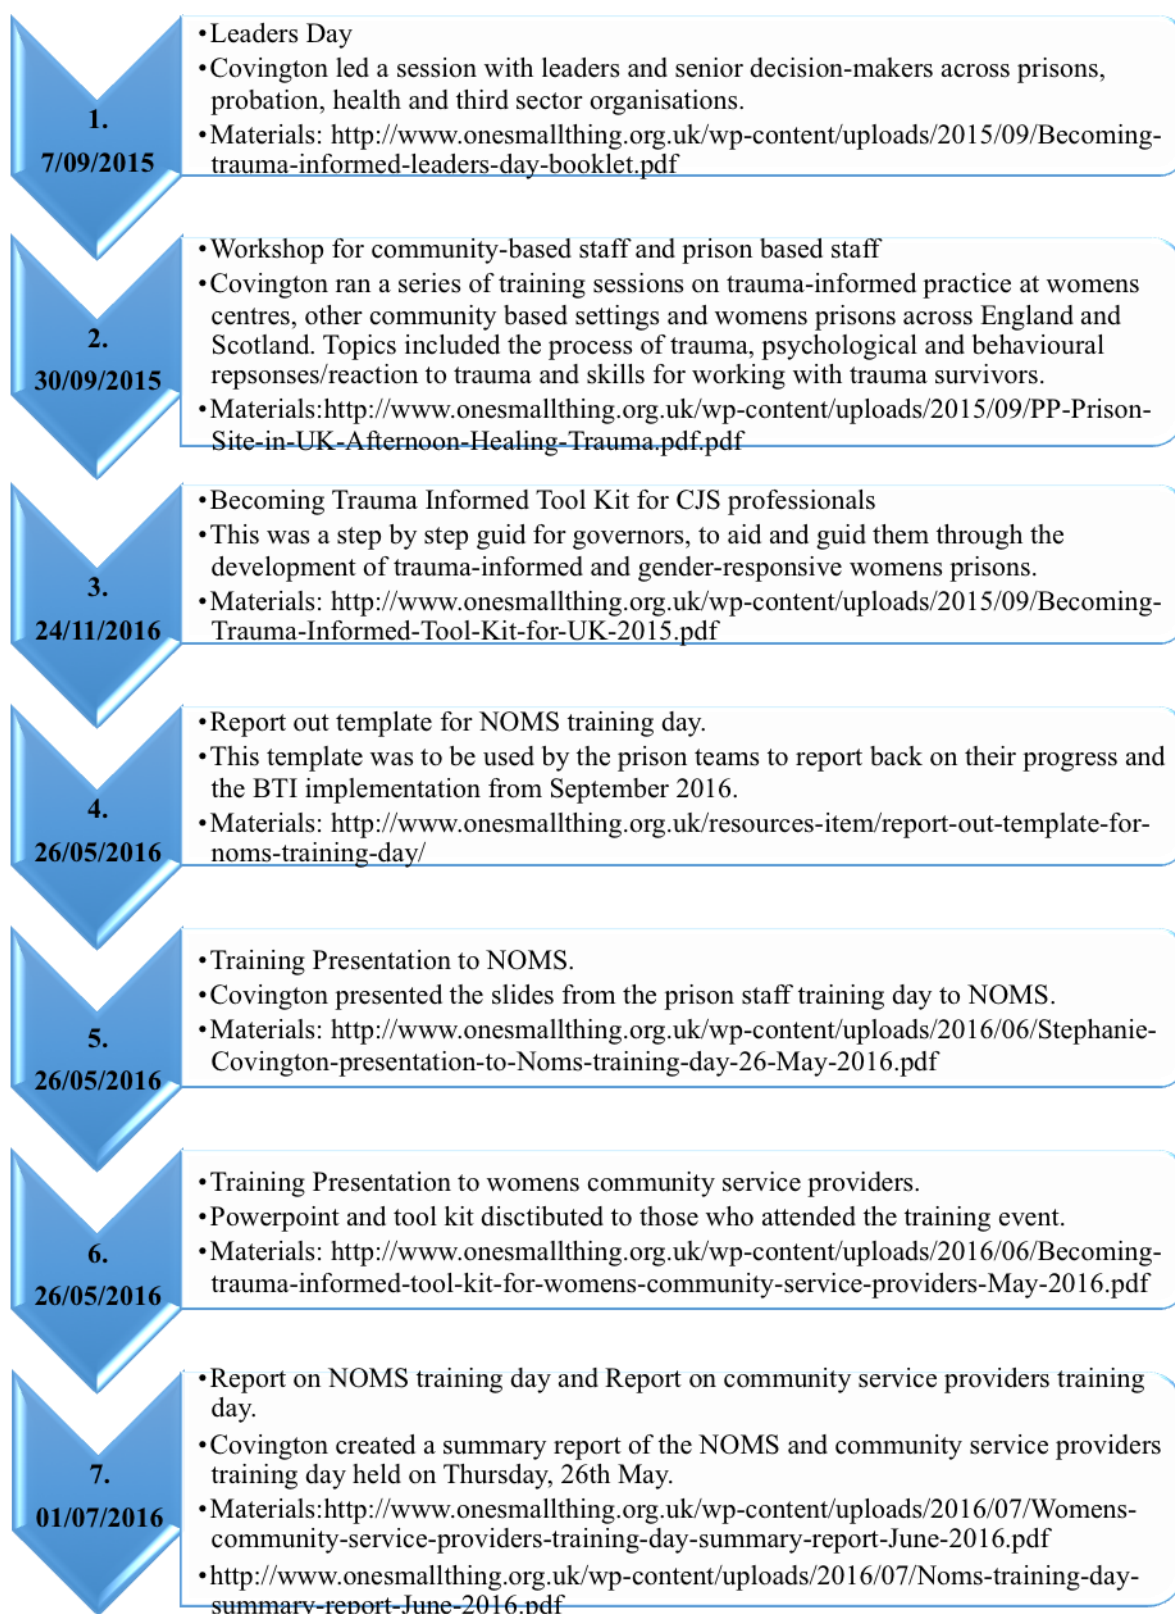 1.
7/09/2015
•Leaders Day
•Covington led a session with leaders and senior decision-makers across prisons,
probation, health and third sector organisations.
•Materials: http://www.onesmallthing.org.uk/wp-content/uploads/2015/09/Becoming-
trauma-informed-leaders-day-booklet.pdf
2.
30/09/2015
•Workshop for community-based staff and prison based staff
•Covington ran a series of training sessions on trauma-informed practice at womens
centres, other community based settings and womens prisons across England and
Scotland. Topics included the process of trauma, psychological and behavioural
repsonses/reaction to trauma and skills for working with trauma survivors.
•Materials:http://www.onesmallthing.org.uk/wp-content/uploads/2015/09/PP-Prison-
Site-in-UK-Afternoon-Healing-Trauma.pdf.pdf
3.
24/11/2016
•Becoming Trauma Informed Tool Kit for CJS professionals
•This was a step by step guid for governors, to aid and guid them through the
development of trauma-informed and gender-responsive womens prisons.
•Materials: http://www.onesmallthing.org.uk/wp-content/uploads/2015/09/Becoming-
Trauma-Informed-Tool-Kit-for-UK-2015.pdf
4.
26/05/2016
•Report out template for NOMS training day.
•This template was to be used by the prison teams to report back on their progress and
the BTI implementation from September 2016.
•Materials: http://www.onesmallthing.org.uk/resources-item/report-out-template-for-
noms-training-day/
5.
26/05/2016
•Training Presentation to NOMS.
•Covington presented the slides from the prison staff training day to NOMS.
•Materials: http://www.onesmallthing.org.uk/wp-content/uploads/2016/06/Stephanie-
Covington-presentation-to-Noms-training-day-26-May-2016.pdf
6.
26/05/2016
•Training Presentation to womens community service providers.
•Powerpoint and tool kit disctibuted to those who attended the training event.
•Materials: http://www.onesmallthing.org.uk/wp-content/uploads/2016/06/Becoming-
trauma-informed-tool-kit-for-womens-community-service-providers-May-2016.pdf
7.
01/07/2016
•Report on NOMS training day and Report on community service providers training
day.
•Covington created a summary report of the NOMS and community service providers
training day held on Thursday, 26th May.
•Materials:http://www.onesmallthing.org.uk/wp-content/uploads/2016/07/Womens-
community-service-providers-training-day-summary-report-June-2016.pdf
•http://www.onesmallthing.org.uk/wp-content/uploads/2016/07/Noms-training-day-
summary-report-June-2016.pdf